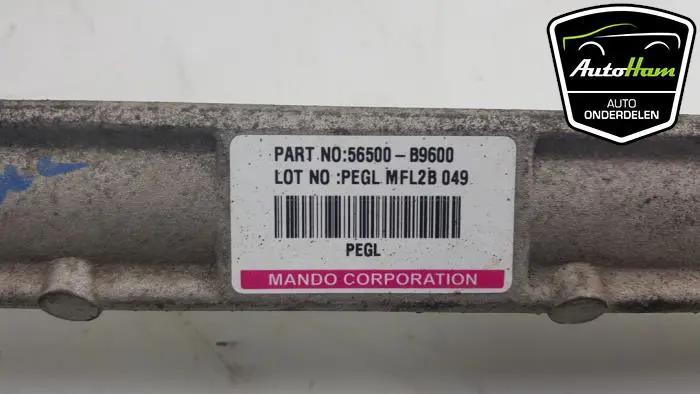 AutoHam
AUTO
ONDERDELEN
PART NO:56500-B9600
LOT NO :PEGL MFL2B 049
PEGL
MANDO CORPORATION